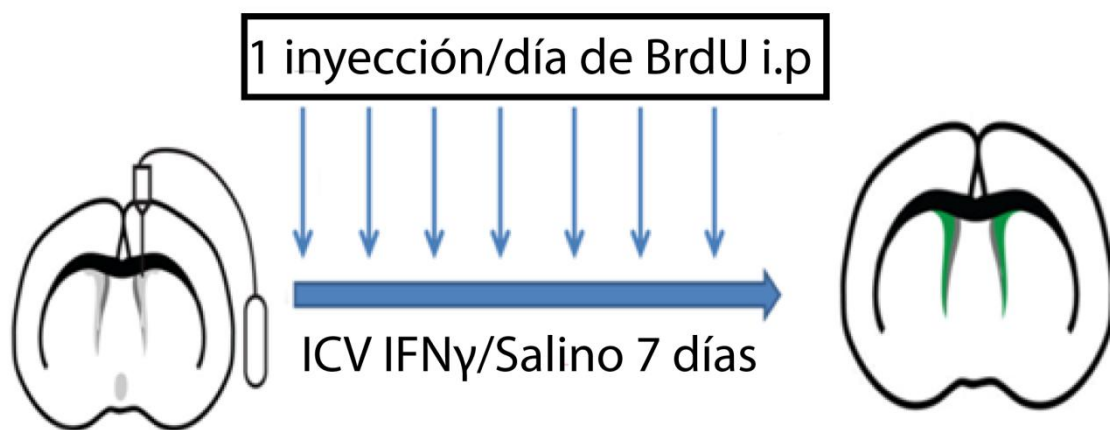 1 inyección/día de BrdU i.p
ICV IFNγ/Salino 7 días